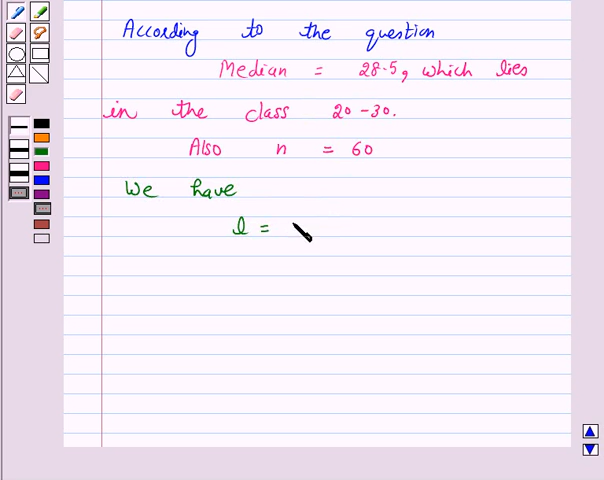 According to the question
Median = 28.5, which lies
in the class 20-30.
Also n = 60
We have
l =